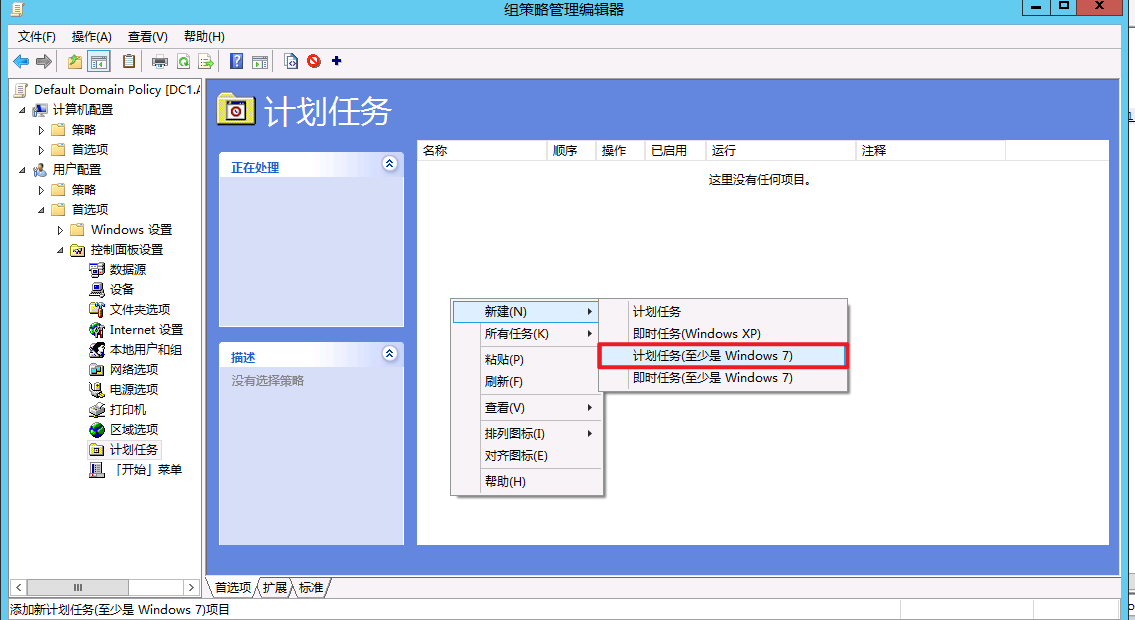 组策略管理编辑器
文件(F) 操作(A) 查看(V) 帮助(H)
Default Domain Policy [DC1.A
计算机配置
策略
首选项
用户配置
策略
首选项
Windows 设置
控制面板设置
数据源
设备
文件夹选项
Internet 设置
本地用户和组
网络选项
电源选项
打印机
区域选项
计划任务
「开始」菜单
计划任务
正在处理
描述
没有选择策略
名称 顺序 操作 已启用 运行 注释
这里没有任何项目。
新建(N)
所有任务(K)
粘贴(P)
刷新(F)
查看(V)
排列图标(I)
对齐图标(E)
帮助(H)
计划任务
即时任务(Windows XP)
计划任务(至少是 Windows 7)
即时任务(至少是 Windows 7)
首选项 扩展 标准
添加新计划任务(至少是 Windows 7)项目